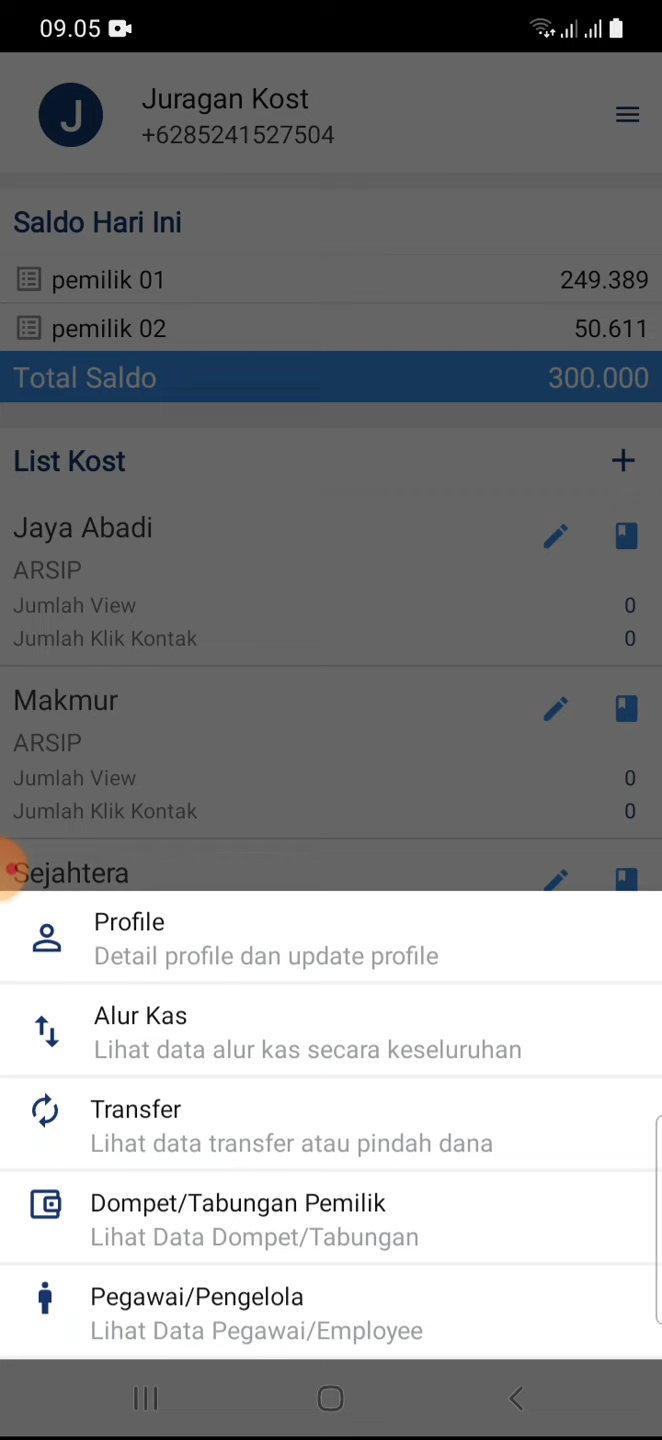 09.05
J
Juragan Kost
+6285241527504
Saldo Hari Ini
pemilik 01 249.389
pemilik 02 50.611
Total Saldo 300.000
List Kost +
Jaya Abadi
ARSIP
Jumlah View 0
Jumlah Klik Kontak 0
Makmur
ARSIP
Jumlah View 0
Jumlah Klik Kontak 0
Sejahtera
Profile
Detail profile dan update profile
Alur Kas
Lihat data alur kas secara keseluruhan
Transfer
Lihat data transfer atau pindah dana
Dompet/Tabungan Pemilik
Lihat Data Dompet/Tabungan
Pegawai/Pengelola
Lihat Data Pegawai/Employee